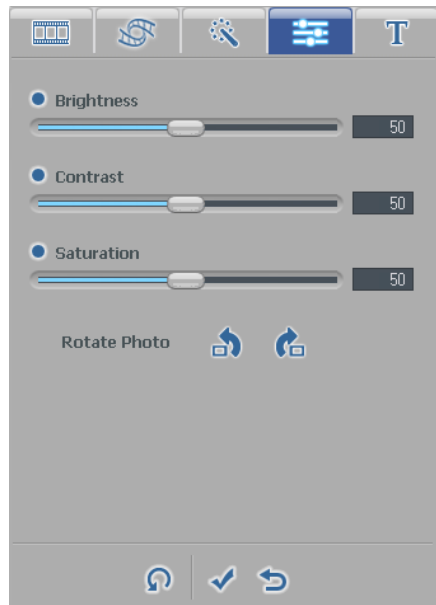 T
Brightness
50
Contrast
50
Saturation
50
Rotate Photo